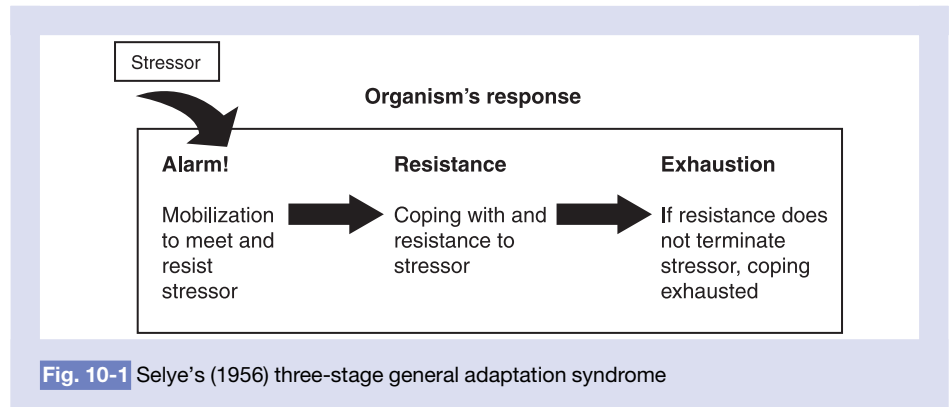 Stressor
Organism's response
Alarm!
Mobilization
to meet and
resist
stressor
Resistance
Coping with and
resistance to
stressor
Exhaustion
If resistance does
not terminate
stressor, coping
exhausted
Fig. 10-1 Selye's (1956) three-stage general adaptation syndrome